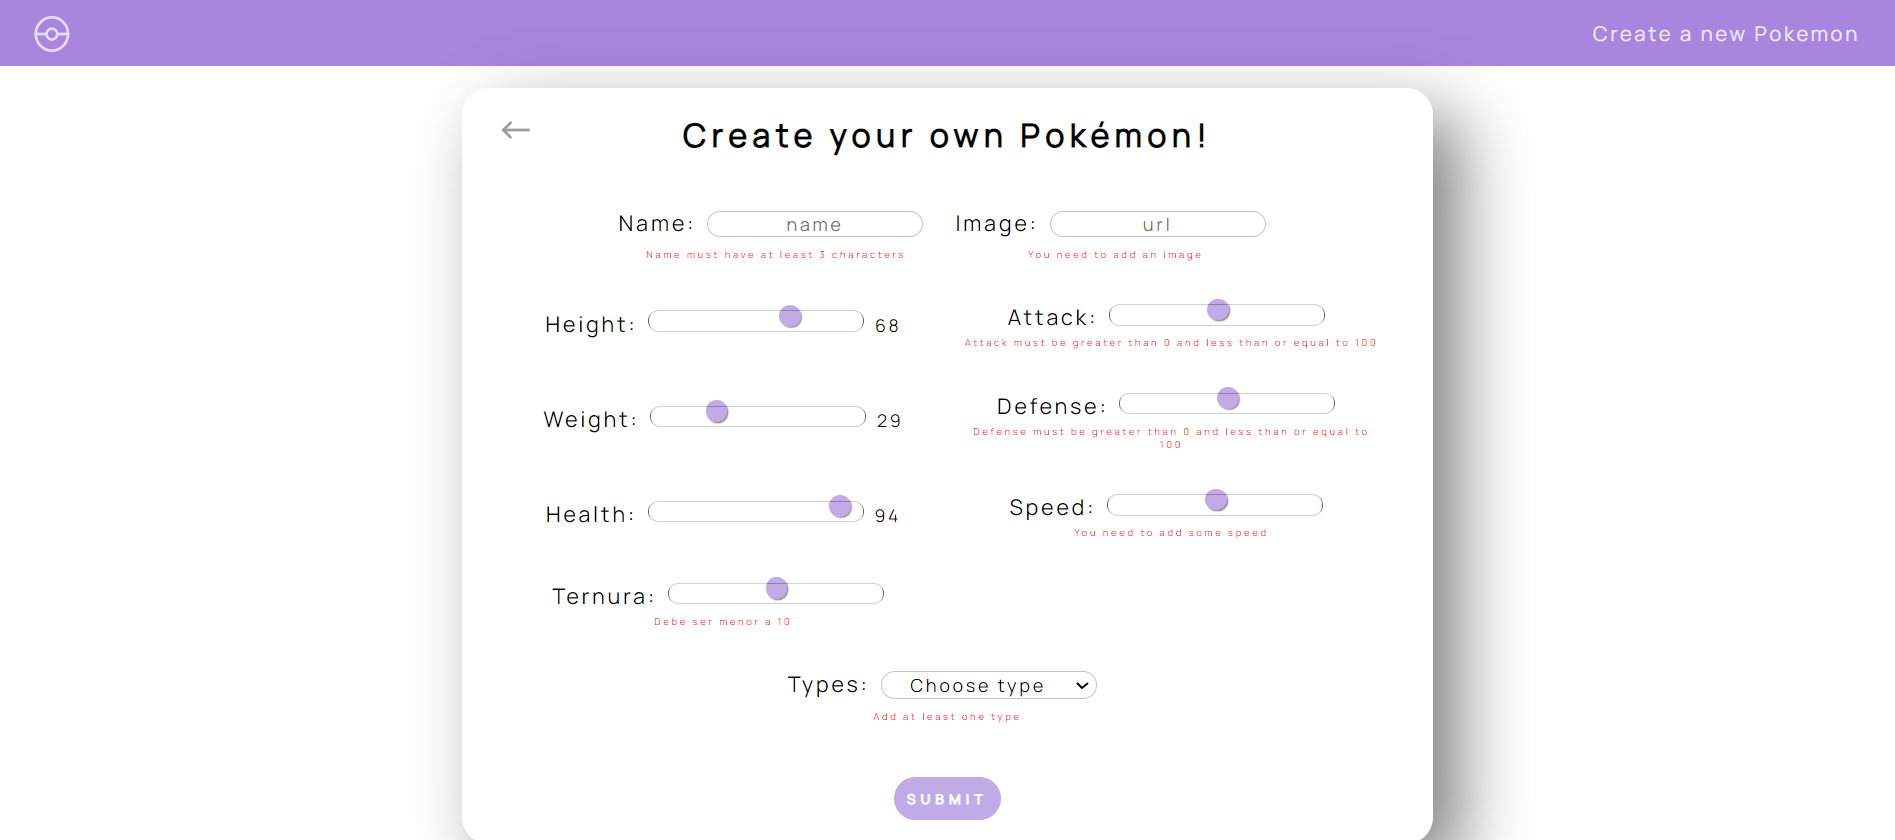 Create a new Pokemon
Create your own Pokémon!
Name: name
Name must have at least 3 characters
Image: url
You need to add an image
Height: 68
Attack:
Attack must be greater than 0 and less than or equal to 100
Weight: 29
Defense:
Defense must be greater than 0 and less than or equal to
100
Health: 94
Speed:
You need to add some speed
Ternura:
Debe ser menor a 10
Types: Choose type
Add at least one type
SUBMIT